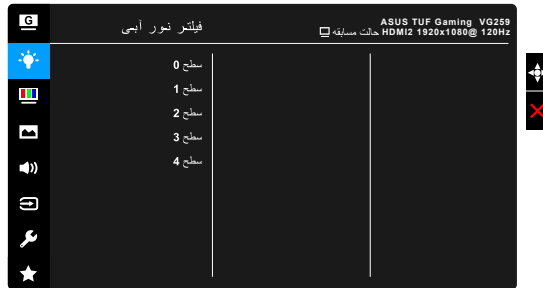 G
فیلتر نور آبی
ASUS TUF Gaming VG259
حالت مسابقه HDMI2 1920x1080@ 120Hz
سطح 0
سطح 1
سطح 2
سطح 3
سطح 4